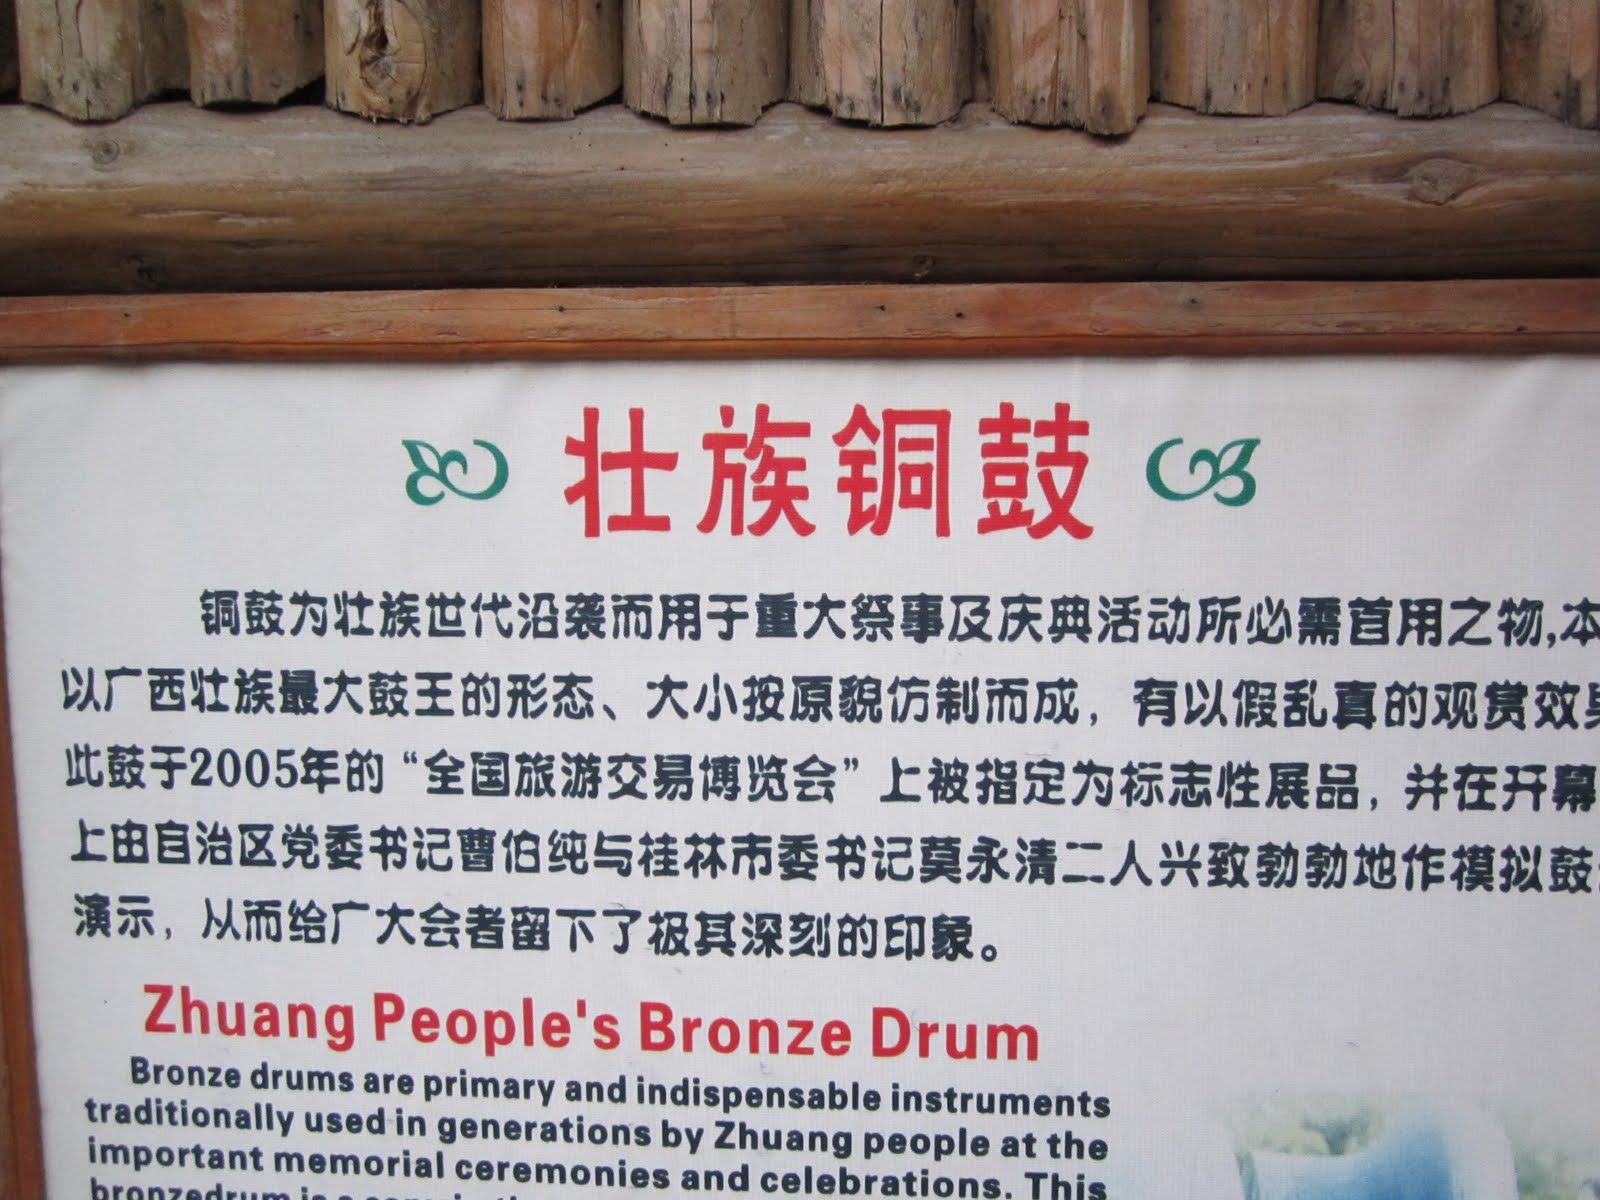 壮族铜鼓
铜鼓为壮族世代沿袭而用于重大祭事及庆典活动所必需首用之物,本
以广西壮族最大鼓王的形态、大小按原貌仿制而成，有以假乱真的观赏效果
此鼓于2005年的“全国旅游交易博览会”上被指定为标志性展品，并在开幕
上由自治区党委书记曹伯纯与桂林市委书记莫永清二人兴致勃勃地作模拟鼓
演示，从而给广大会者留下了极其深刻的印象。
Zhuang People's Bronze Drum
Bronze drums are primary and indispensable instruments
traditionally used in generations by Zhuang people at the
important memorial ceremonies and celebrations. This
bronzedrum is a